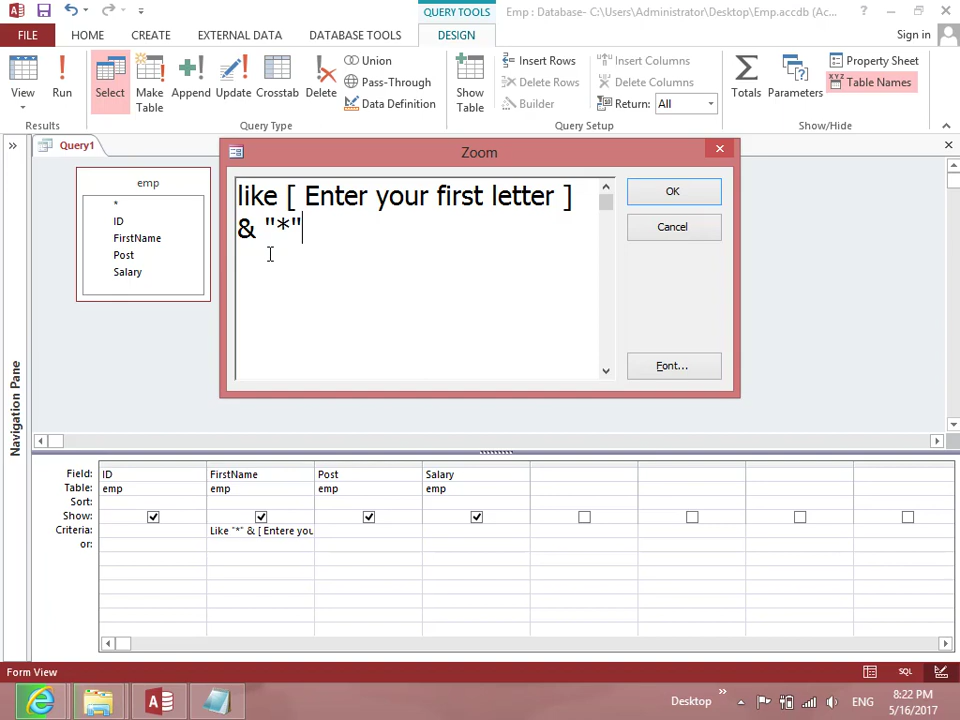 QUERY TOOLS
Emp : Database- C:\Users\Administrator\Desktop\Emp.accdb (Ac...
?
FILE
HOME
CREATE
EXTERNAL DATA
DATABASE TOOLS
DESIGN
Sign in
View
Run
Select
Make
Table
Append
Update
Crosstab
Delete
Union
Pass-Through
Data Definition
Show
Table
Insert Rows
Delete Rows
Builder
Insert Columns
Delete Columns
Return:
All
Totals
Parameters
Property Sheet
XYZ
Table Names
Results
Query Type
Query Setup
Show/Hide
Query1
Navigation Pane
emp
*
ID
FirstName
Post
Salary
Zoom
like [ Enter your first letter ]
& "*"
OK
Cancel
Font...
Field: ID FirstName Post Salary
Table: emp emp emp emp
Sort:
Show:
Criteria: Like "*" & [ Entere you
or:
Form View
SQL
Desktop
ENG
8:22 PM
5/16/2017